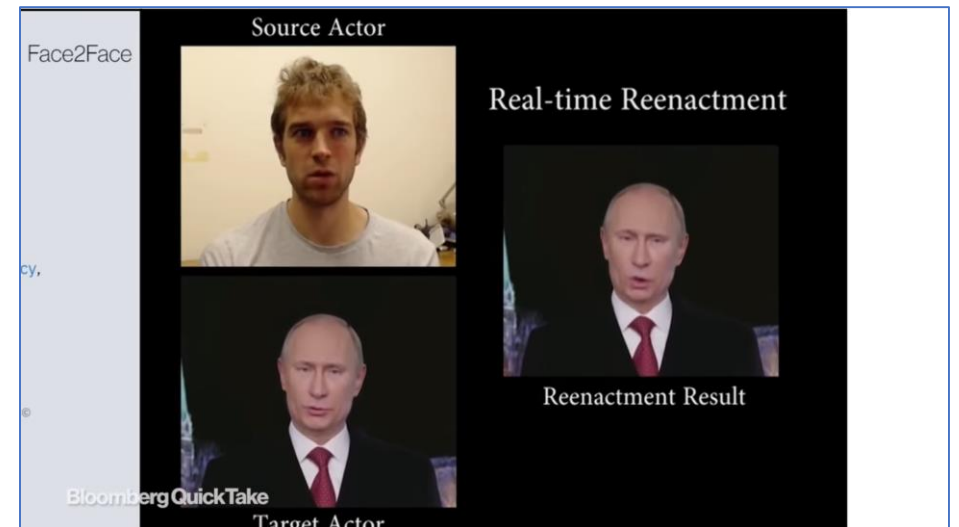 Source Actor
Face2Face
Real-time Reenactment
cy,
Reenactment Result
©
Bloomberg QuickTake
Target Actor